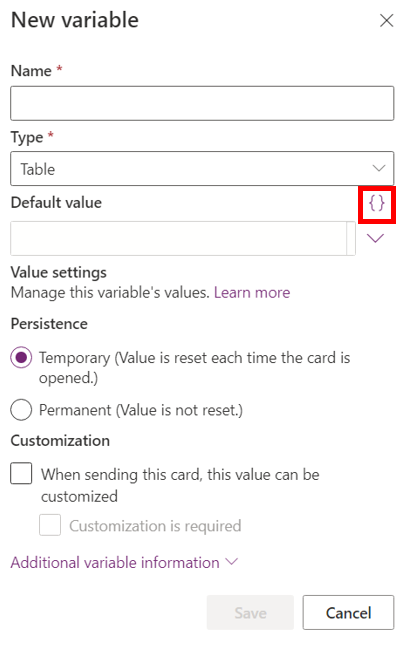 New variable
Name *
Type *
Table
Default value {}
Value settings
Manage this variable's values. Learn more
Persistence
Temporary (Value is reset each time the card is
opened.)
Permanent (Value is not reset.)
Customization
When sending this card, this value can be
customized
Customization is required
Additional variable information
Save Cancel